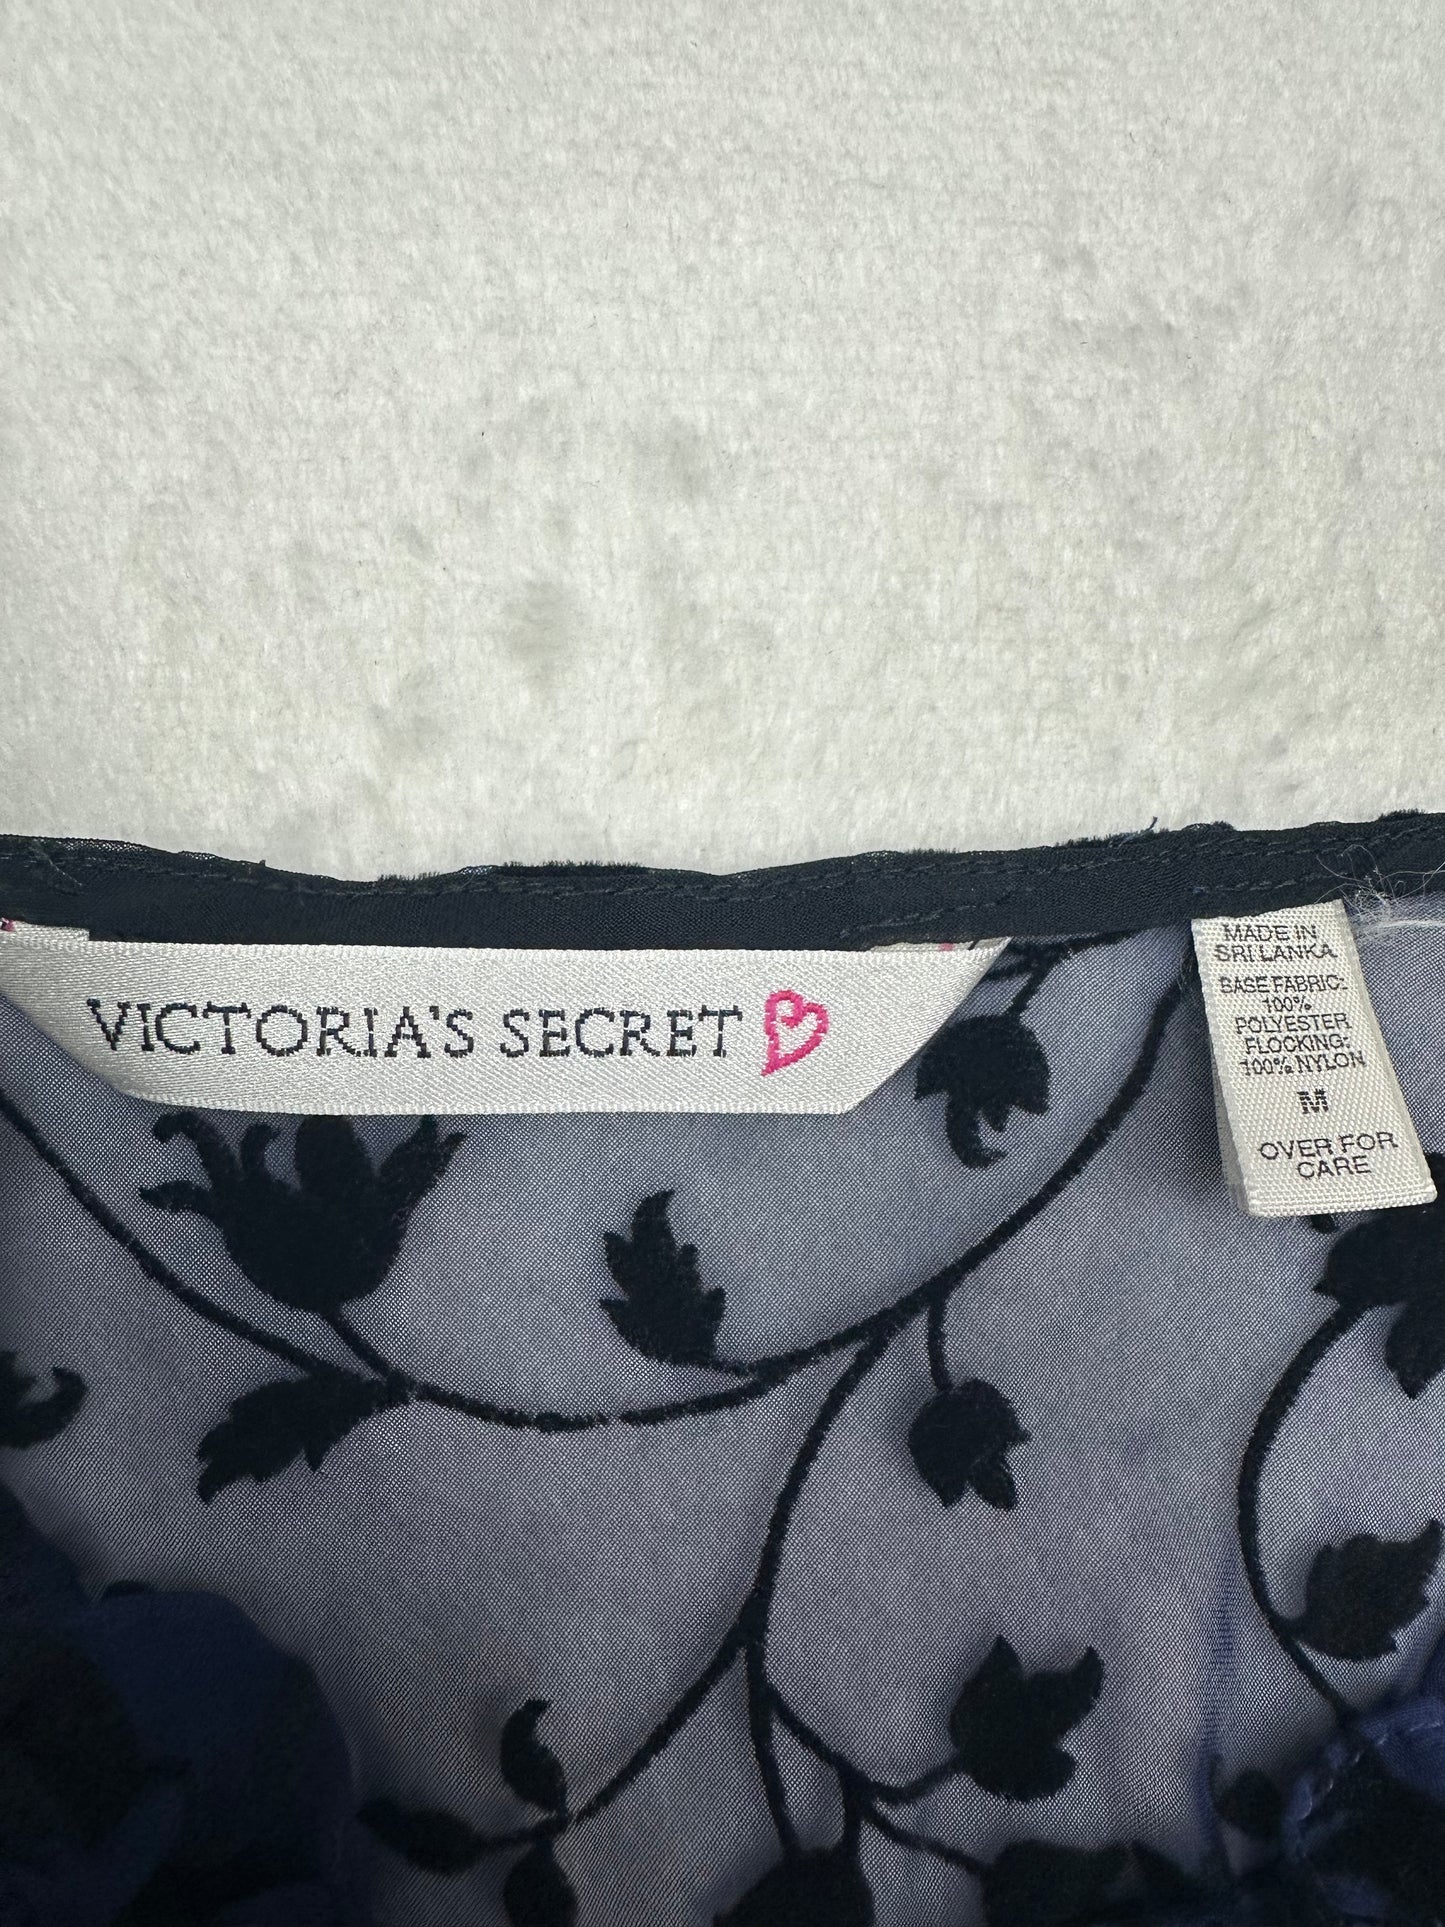 VICTORIA'S SECRET
MADE IN
SRI LANKA
BASE FABRIC:
100%
POLYESTER
FLOCKING:
100% NYLON
M
OVER FOR
CARE